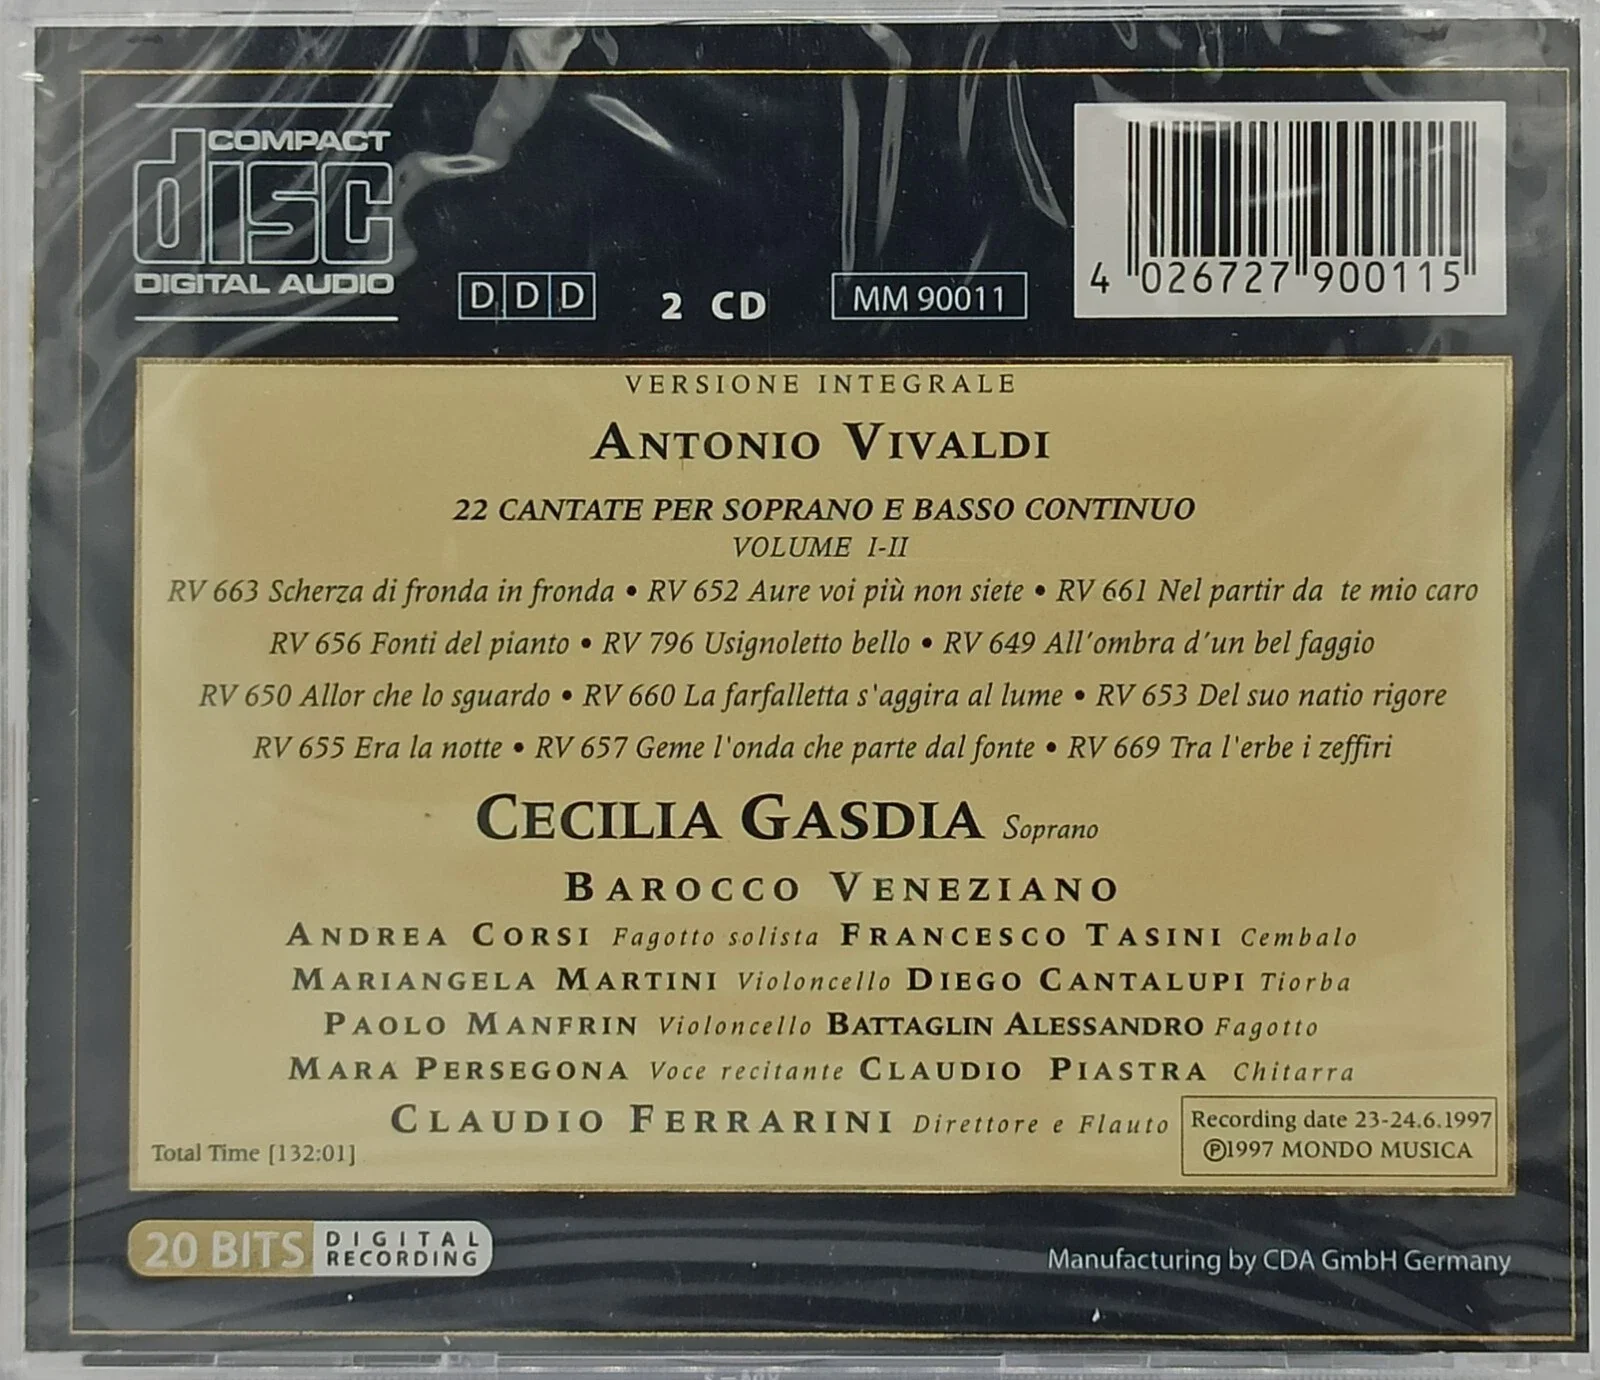 COMPACT
disc
DIGITAL AUDIO
DDD
2 CD
MM 90011
4 026727 900115
VERSIONE INTEGRALE
ANTONIO VIVALDI
22 CANTATE PER SOPRANO E BASSO CONTINUO
VOLUME I-II
RV 663 Scherza di fronda in fronda • RV 652 Aure voi più non siete • RV 661 Nel partir da te mio caro
RV 656 Fonti del pianto • RV 796 Usignoletto bello • RV 649 All'ombra d'un bel faggio
RV 650 Allor che lo sguardo • RV 660 La farfalletta s'aggira al lume • RV 653 Del suo natio rigore
RV 655 Era la notte • RV 657 Geme l'onda che parte dal fonte • RV 669 Tra l'erbe i zeffiri
CECILIA GASDIA Soprano
BAROCCO VENEZIANO
ANDREA CORSI Fagotto solista FRANCESCO TASINI Cembalo
MARIANGELA MARTINI Violoncello DIEGO CANTALUPI Tiorba
PAOLO MANFRIN Violoncello BATTAGLIN ALESSANDRO Fagotto
MARA PERSEGONA Voce recitante CLAUDIO PIASTRA Chitarra
CLAUDIO FERRARINI Direttore e Flauto
Recording date 23-24.6.1997
℗1997 MONDO MUSICA
Total Time [132:01]
20 BITS DIGITAL
RECORDING
Manufacturing by CDA GmbH Germany